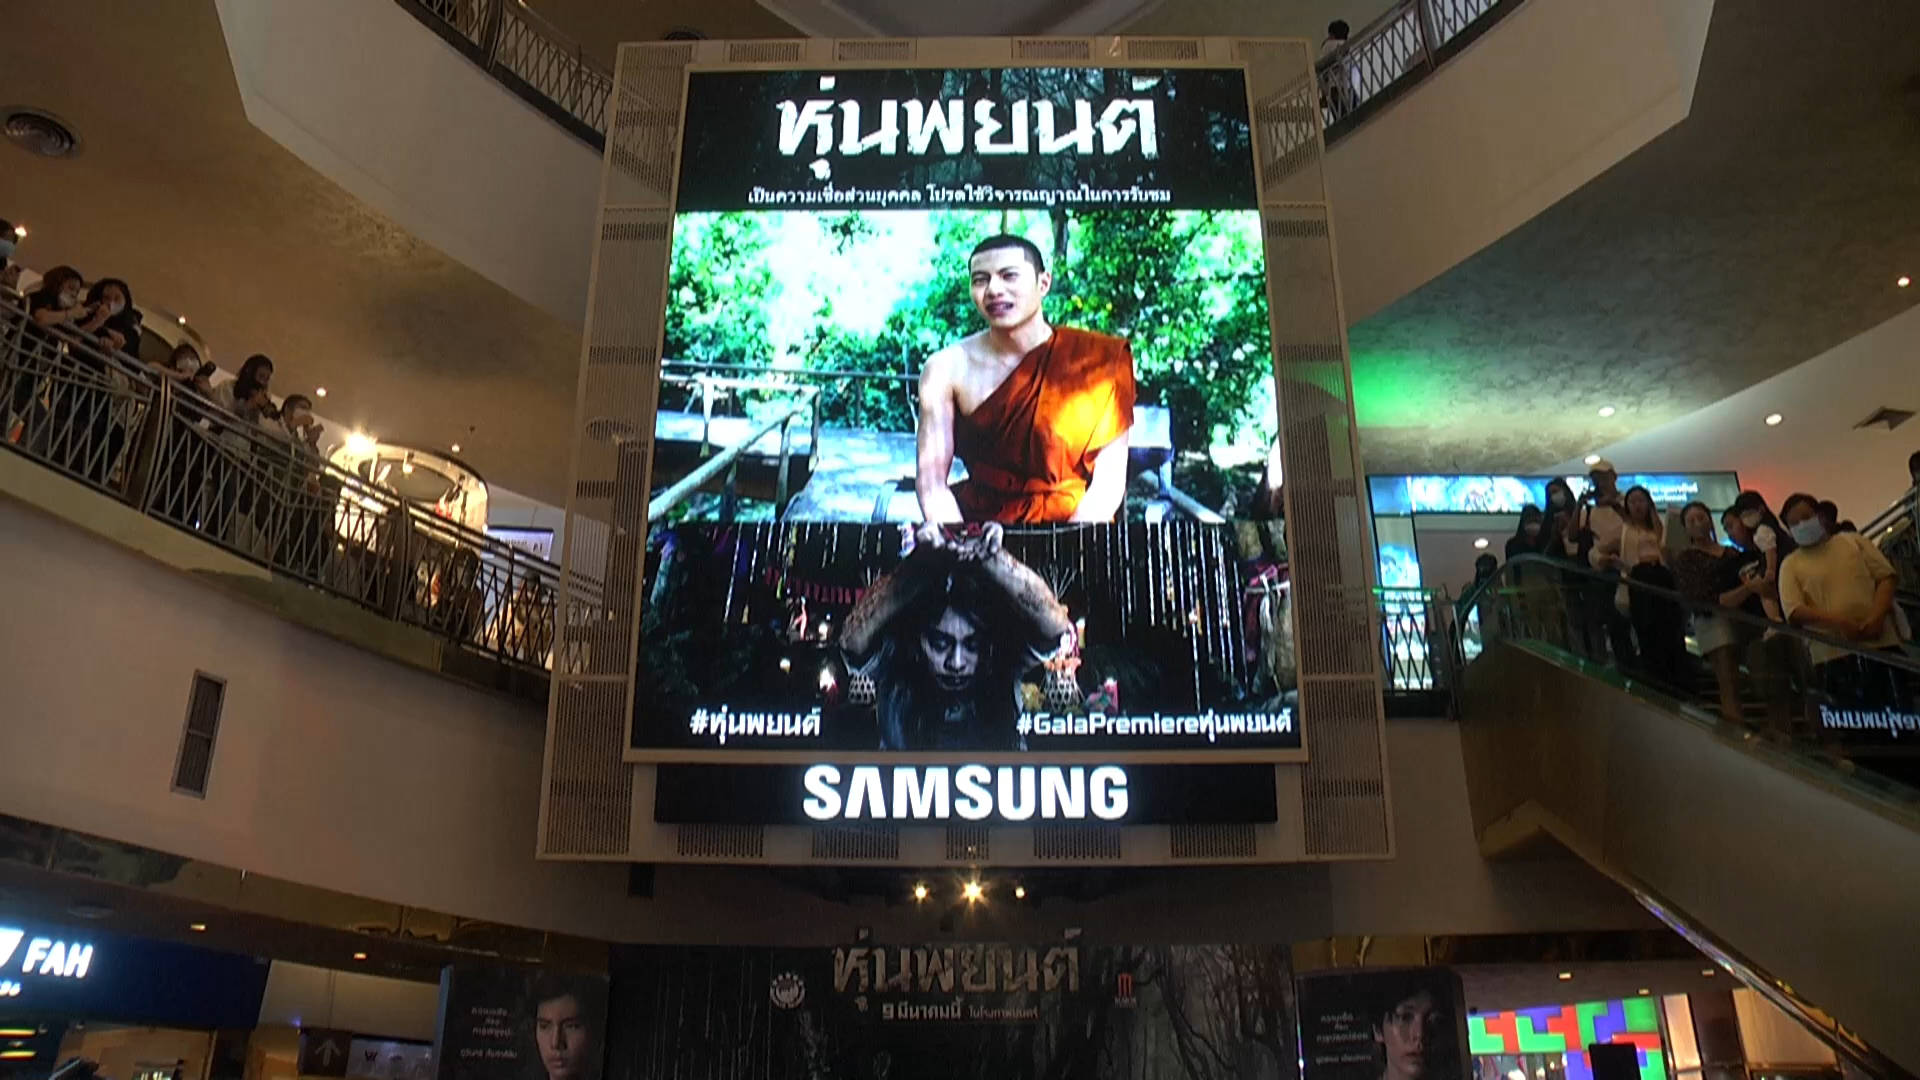 หุ่นพยนต์
เป็นความเชื่อส่วนบุคคล โปรดใช้วิจารณญาณในการรับชม
#หุ่นพยนต์
#GalaPremiereหุ่นพยนต์
SAMSUNG
FAH
หุ่นพยนต์
9 มีนาคมนี้ ในโรงภาพยนตร์